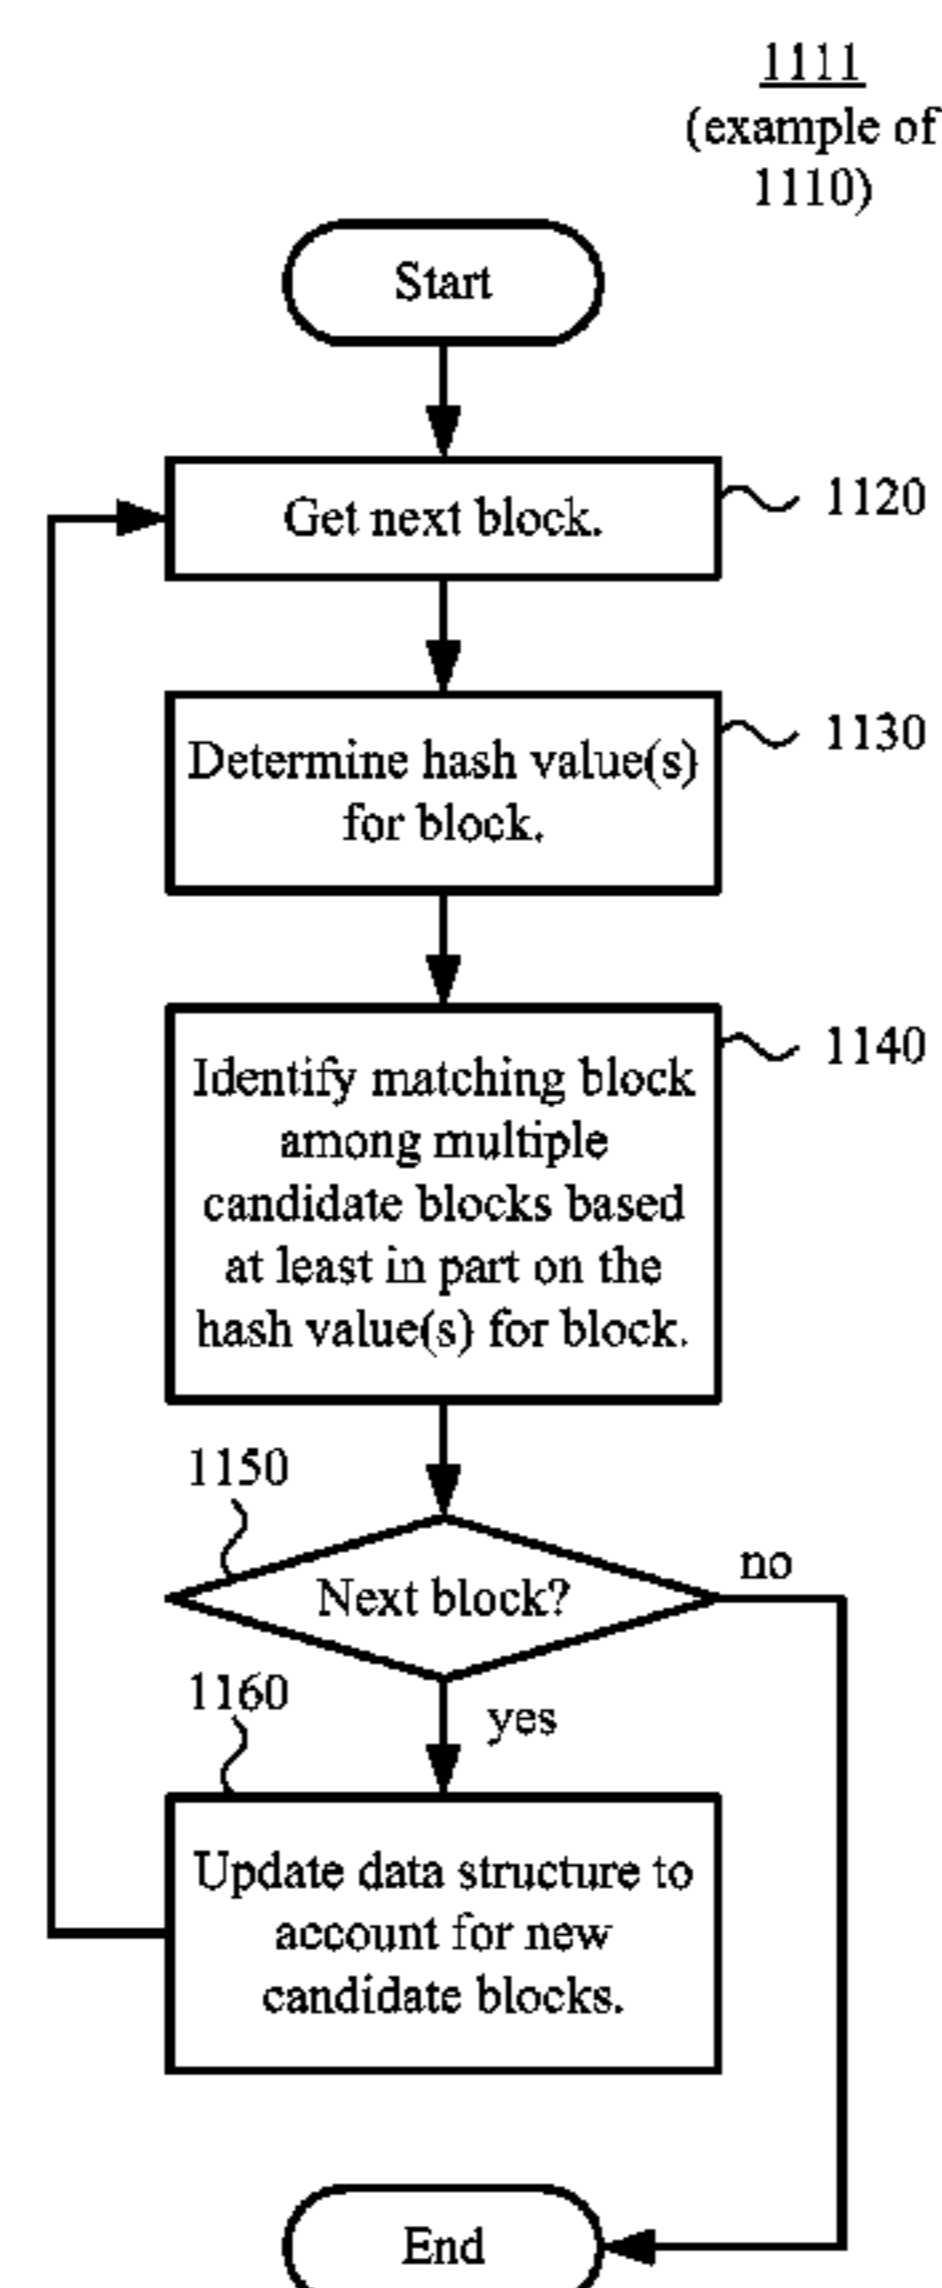 1111
(example of
1110)
Start
Get next block.
1120
Determine hash value(s)
for block.
1130
Identify matching block
among multiple
candidate blocks based
at least in part on the
hash value(s) for block.
1140
1150
Next block?
no
yes
1160
Update data structure to
account for new
candidate blocks.
End